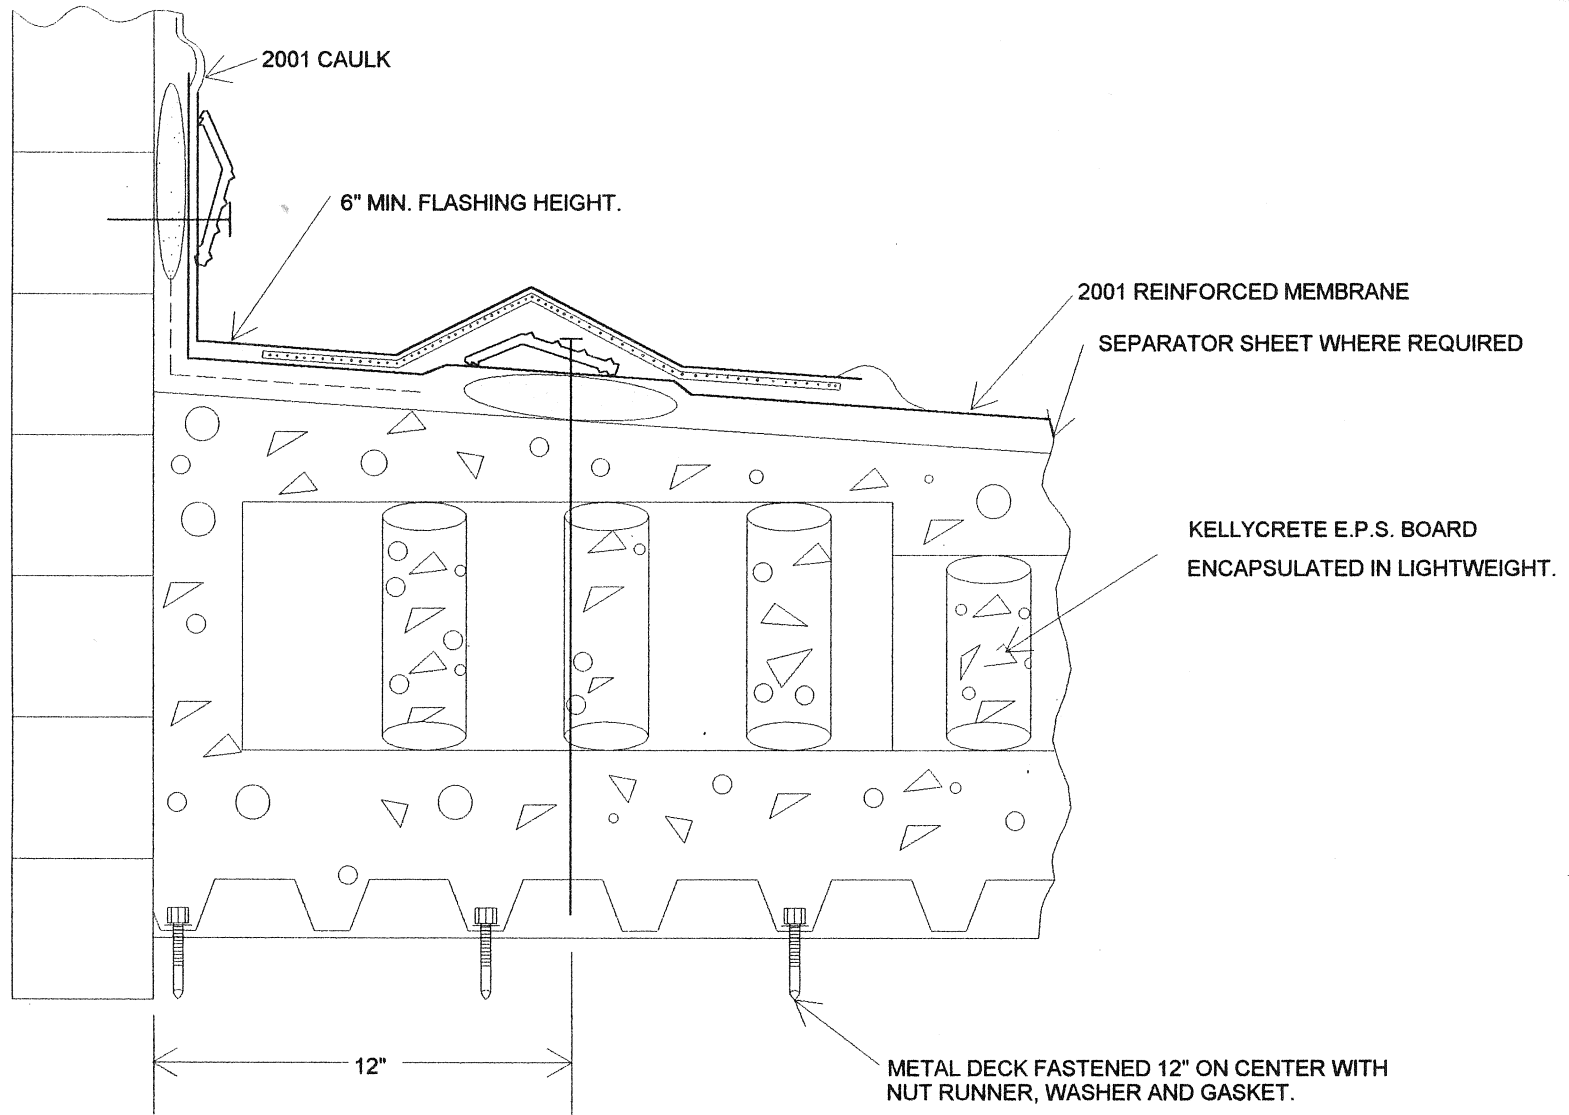 2001 CAULK
6" MIN. FLASHING HEIGHT.
2001 REINFORCED MEMBRANE
SEPARATOR SHEET WHERE REQUIRED
KELLYCRETE E.P.S. BOARD
ENCAPSULATED IN LIGHTWEIGHT.
12"
METAL DECK FASTENED 12" ON CENTER WITH
NUT RUNNER, WASHER AND GASKET.